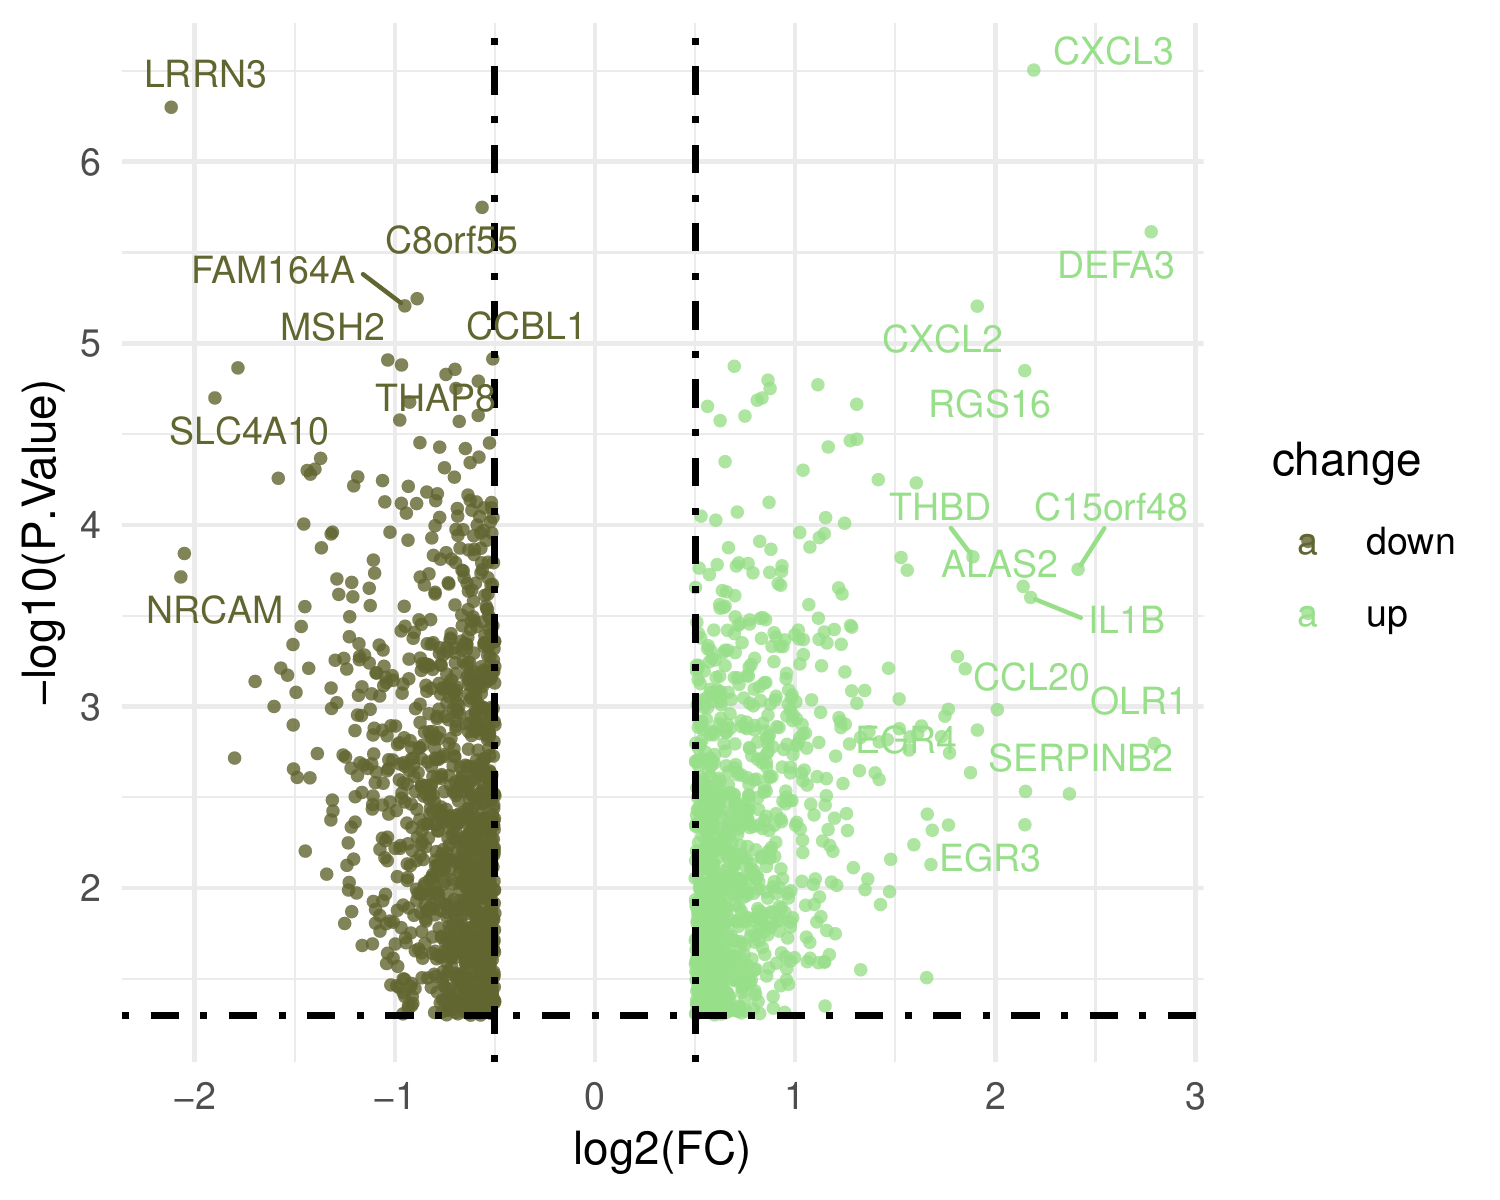 CXCL3
LRRN3
6
C8orf55
DEFA3
FAM164A
MSH2
CCBL1
CXCL2
5
THAP8
RGS16
SLC4A10
change
THBD
C15orf48
4
a down
ALAS2
NRCAM
a up
IL1B
CCL20
OLR1
3
EGR4
SERPINB2
EGR3
2
−log10(P.Value)
−2 −1 0 1 2 3
log2(FC)